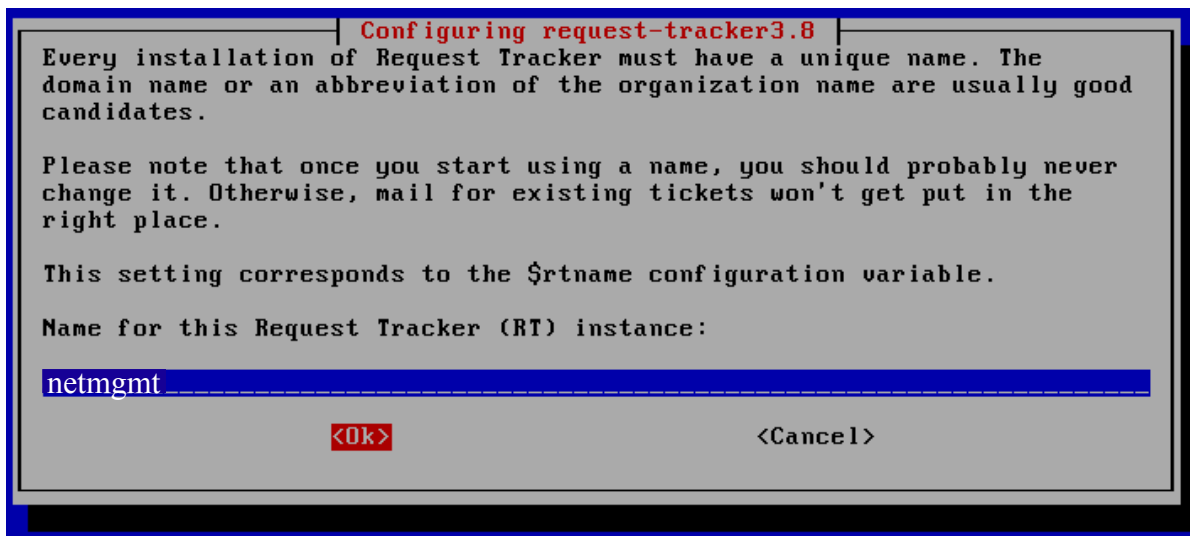 Configuring request-tracker3.8
Every installation of Request Tracker must have a unique name. The
domain name or an abbreviation of the organization name are usually good
candidates.
Please note that once you start using a name, you should probably never
change it. Otherwise, mail for existing tickets won't get put in the
right place.
This setting corresponds to the $rtname configuration variable.
Name for this Request Tracker (RT) instance:
netmgmt
<Ok> <Cancel>